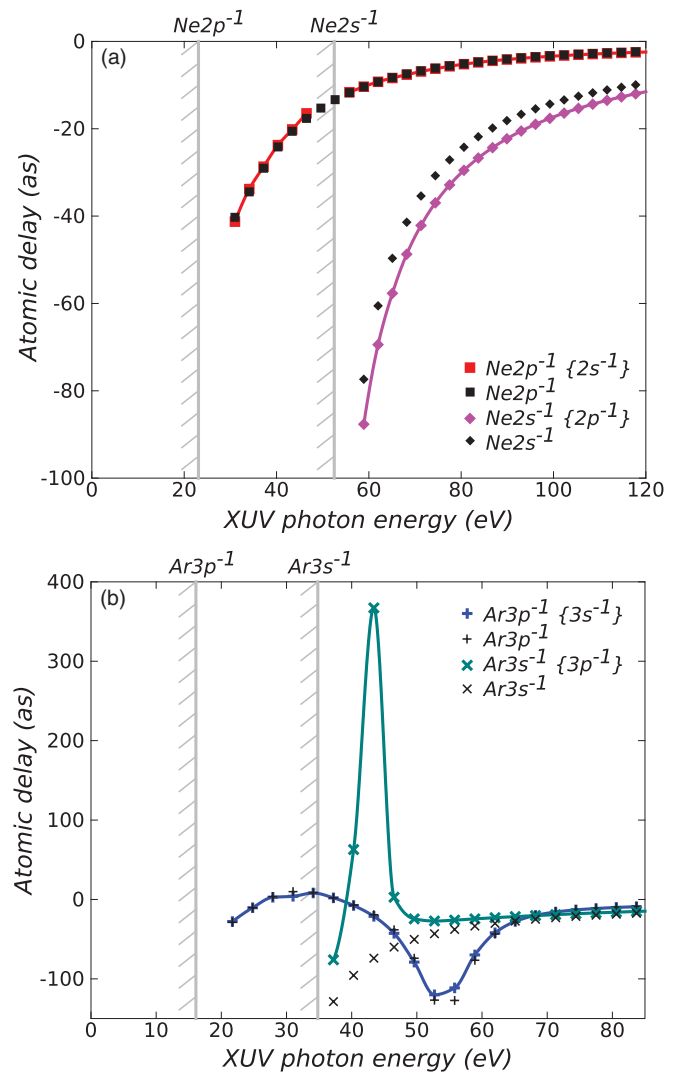 Ne2p⁻¹ Ne2s⁻¹
(a)
0
-20
-40
-60
-80
-100
Atomic delay (as)
Ne2p⁻¹ {2s⁻¹}
Ne2p⁻¹
Ne2s⁻¹ {2p⁻¹}
Ne2s⁻¹
0 20 40 60 80 100 120
XUV photon energy (eV)
Ar3p⁻¹ Ar3s⁻¹
(b)
400
300
200
100
0
-100
Atomic delay (as)
Ar3p⁻¹ {3s⁻¹}
Ar3p⁻¹
Ar3s⁻¹ {3p⁻¹}
Ar3s⁻¹
0 10 20 30 40 50 60 70 80
XUV photon energy (eV)